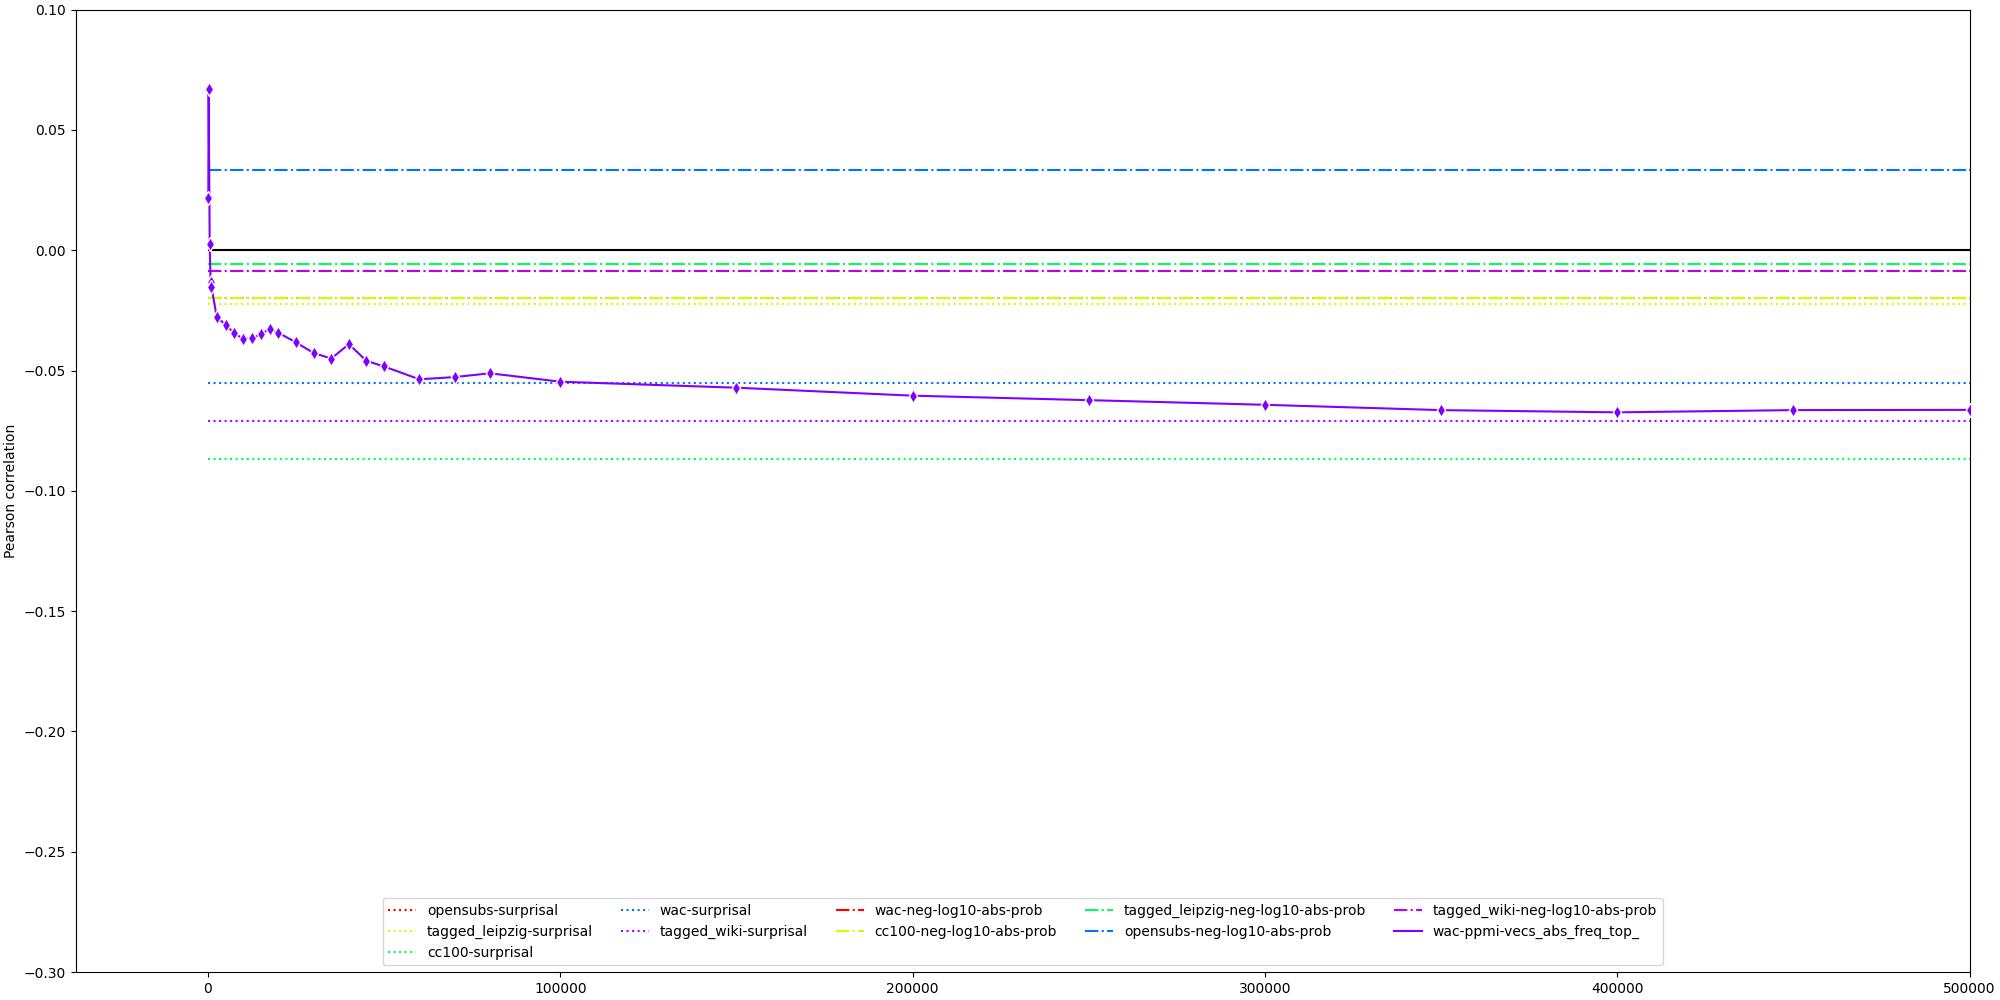 0.10
0.05
0.00
−0.05
−0.10
−0.15
−0.20
−0.25
−0.30
Pearson correlation
opensubs-surprisal
tagged_leipzig-surprisal
cc100-surprisal
wac-surprisal
tagged_wiki-surprisal
wac-neg-log10-abs-prob
cc100-neg-log10-abs-prob
tagged_leipzig-neg-log10-abs-prob
opensubs-neg-log10-abs-prob
tagged_wiki-neg-log10-abs-prob
wac-ppmi-vecs_abs_freq_top_
0
100000
200000
300000
400000
500000